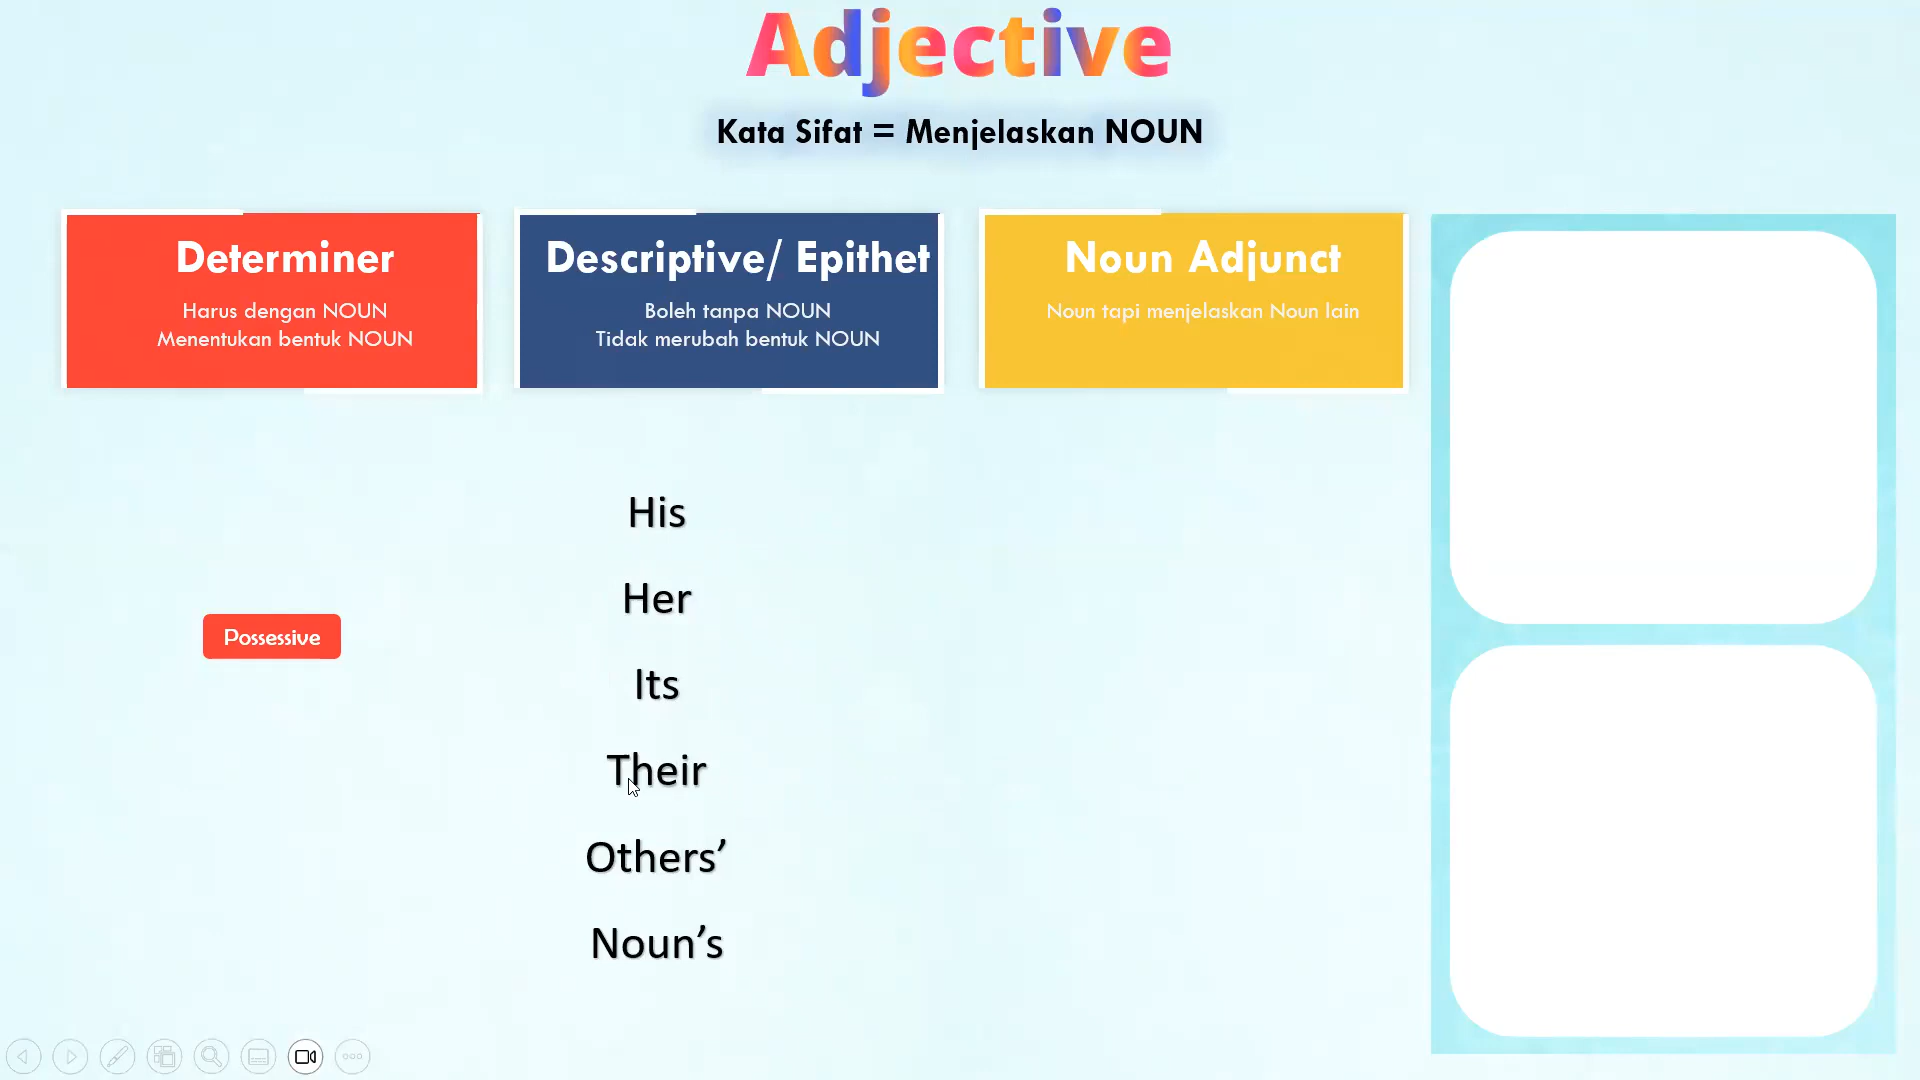 Adjective
Kata Sifat = Menjelaskan NOUN
Determiner
Harus dengan NOUN
Menentukan bentuk NOUN
Descriptive/ Epithet
Boleh tanpa NOUN
Tidak merubah bentuk NOUN
Noun Adjunct
Noun tapi menjelaskan Noun lain
Possessive
His
Her
Its
Their
Others’
Noun’s